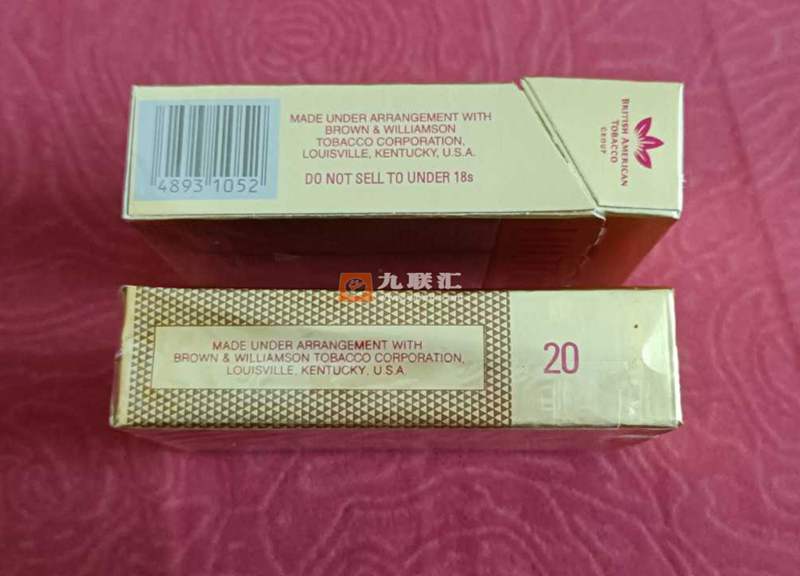 MADE UNDER ARRANGEMENT WITH
BROWN & WILLIAMSON
TOBACCO CORPORATION,
LOUISVILLE, KENTUCKY, U.S.A.
DO NOT SELL TO UNDER 18s
4893 1052
BRITISH AMERICAN
TOBACCO
GROUP
九联汇
MADE UNDER ARRANGEMENT WITH
BROWN & WILLIAMSON TOBACCO CORPORATION,
LOUISVILLE, KENTUCKY, U.S.A.
20